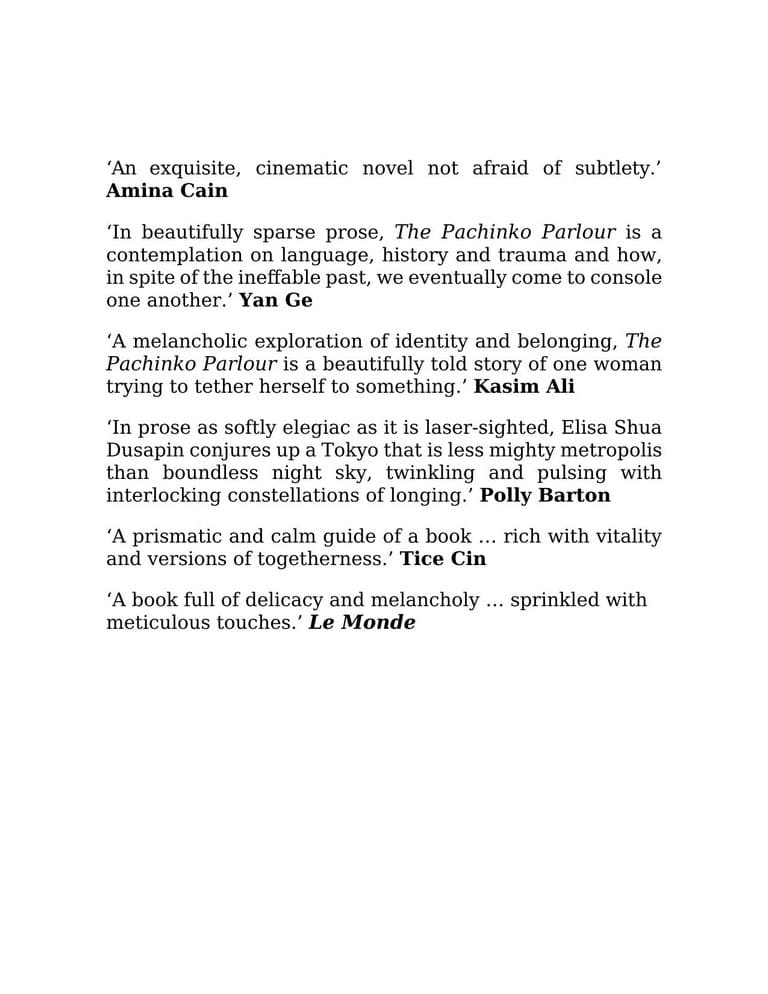 ‘An exquisite, cinematic novel not afraid of subtlety.’
Amina Cain
‘In beautifully sparse prose, The Pachinko Parlour is a
contemplation on language, history and trauma and how,
in spite of the ineffable past, we eventually come to console
one another.’ Yan Ge
‘A melancholic exploration of identity and belonging, The
Pachinko Parlour is a beautifully told story of one woman
trying to tether herself to something.’ Kasim Ali
‘In prose as softly elegiac as it is laser-sighted, Elisa Shua
Dusapin conjures up a Tokyo that is less mighty metropolis
than boundless night sky, twinkling and pulsing with
interlocking constellations of longing.’ Polly Barton
‘A prismatic and calm guide of a book … rich with vitality
and versions of togetherness.’ Tice Cin
‘A book full of delicacy and melancholy … sprinkled with
meticulous touches.’ Le Monde